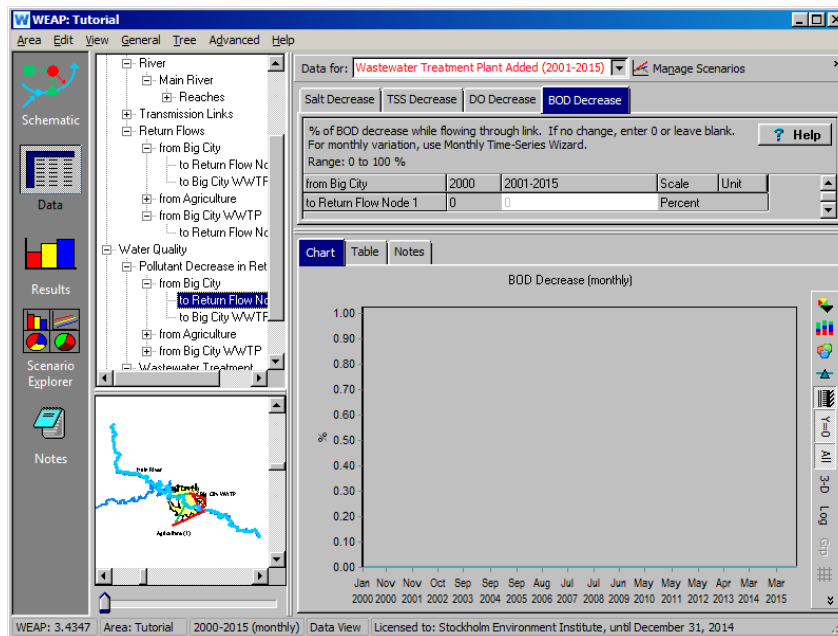 WEAP: Tutorial
Area Edit View General Tree Advanced Help
Schematic
Data
Results
Scenario
Explorer
Notes
River
Main River
Reaches
Transmission Links
Return Flows
from Big City
to Return Flow No
to Big City WWTP
from Agriculture
from Big City WWTP
to Return Flow No
Water Quality
Pollutant Decrease in Ret
from Big City
to Return Flow No
to Big City WWTP
from Agriculture
from Big City WWTP
Wastewater Treatment
Main River
Big City WWTP
Agriculture (1)
Data for: Wastewater Treatment Plant Added (2001-2015) Manage Scenarios
Salt Decrease TSS Decrease DO Decrease BOD Decrease
% of BOD decrease while flowing through link. If no change, enter 0 or leave blank.
For monthly variation, use Monthly Time-Series Wizard.
Range: 0 to 100 %
? Help
from Big City 2000 2001-2015 Scale Unit
to Return Flow Node 1 0 0 Percent
Chart Table Notes
BOD Decrease (monthly)
1.00
0.90
0.80
0.70
0.60
0.50
0.40
0.30
0.20
0.10
0.00
%
Jan Nov Nov Oct Sep Sep Sep Aug Jul Jul Jun May May May Apr Mar Mar
2000 2000 2001 2002 2003 2004 2005 2006 2007 2008 2009 2010 2011 2012 2013 2014 2015
Y=0
All
3-D
Log
Grp
WEAP: 3.4347 Area: Tutorial 2000-2015 (monthly) Data View Licensed to: Stockholm Environment Institute, until December 31, 2014